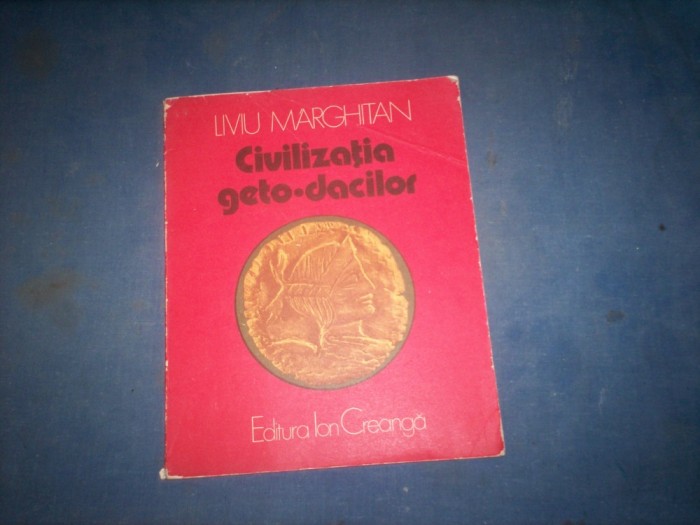 LIVIU MARGHITAN
Civilizaţia
geto-dacilor
Editura Ion Creangă